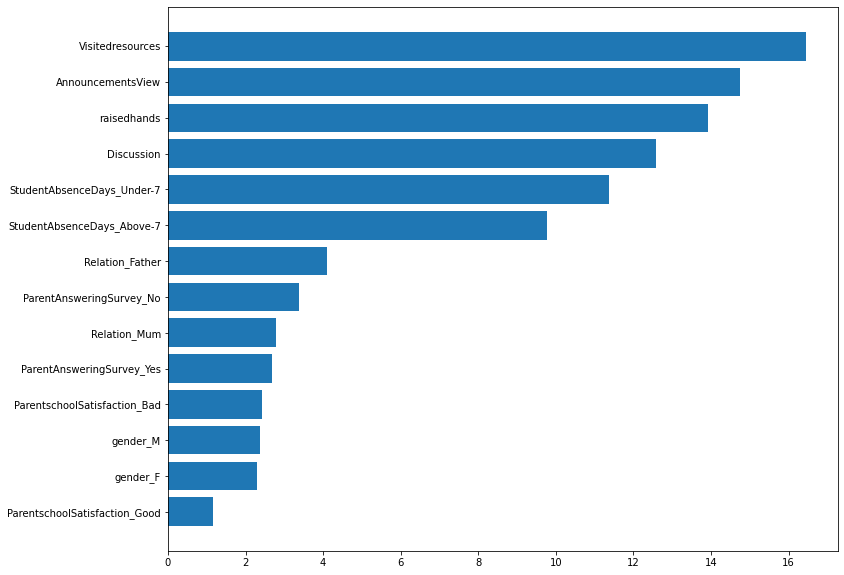 Visitedresources
AnnouncementsView
raisedhands
Discussion
StudentAbsenceDays_Under-7
StudentAbsenceDays_Above-7
Relation_Father
ParentAnsweringSurvey_No
Relation_Mum
ParentAnsweringSurvey_Yes
ParentschoolSatisfaction_Bad
gender_M
gender_F
ParentschoolSatisfaction_Good
0 2 4 6 8 10 12 14 16